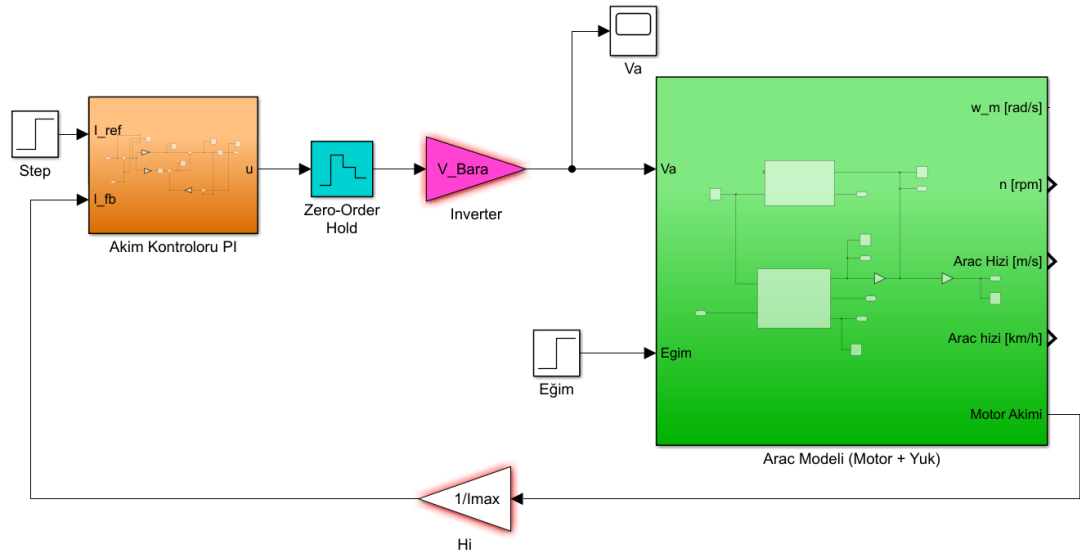 Va
w_m [rad/s]
I_ref
Step
u
V_Bara
Va
n [rpm]
I_fb
Zero-Order
Hold
Inverter
Akim Kontroloru PI
Arac Hizi [m/s]
Arac hizi [km/h]
Egim
Eğim
Motor Akimi
Arac Modeli (Motor + Yuk)
1/Imax
Hi